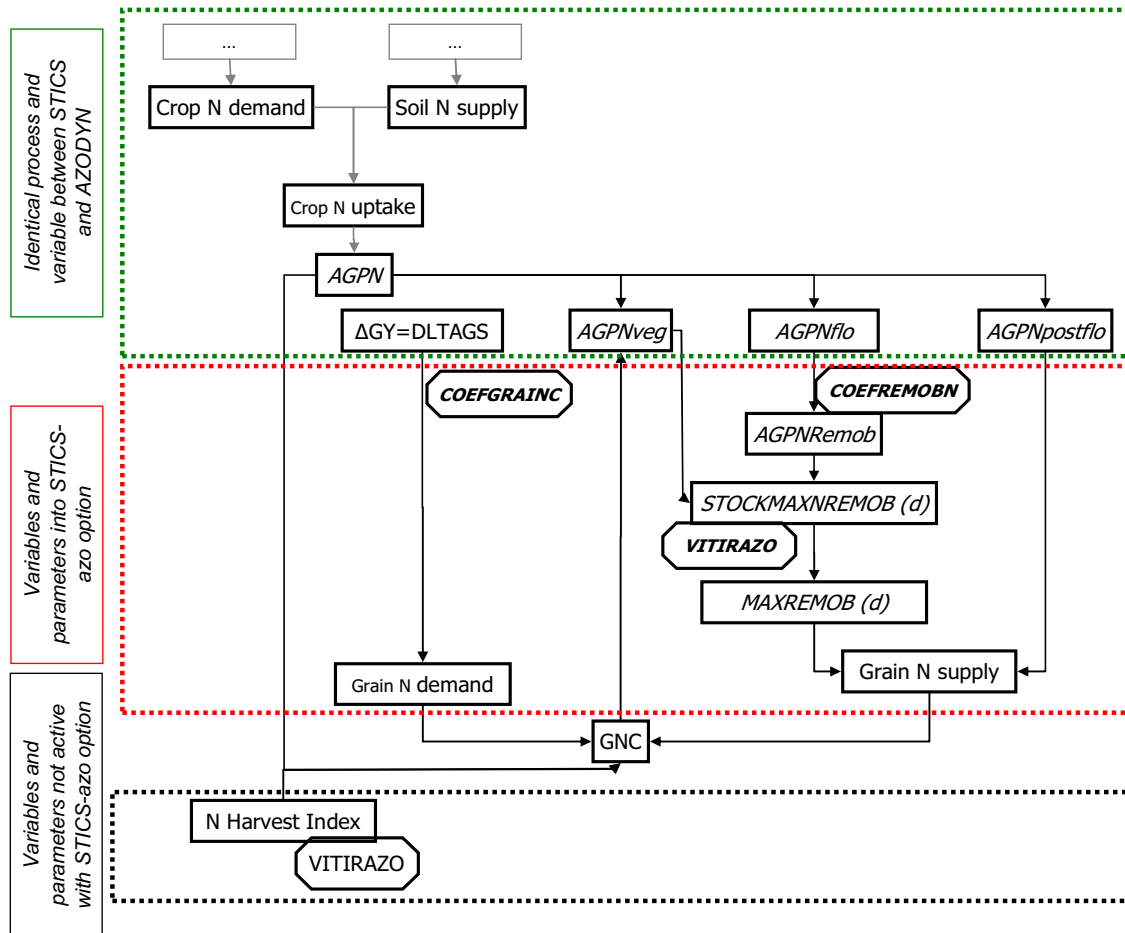 Identical process and
variable between STICS
and AZODYN
...
...
Crop N demand
Soil N supply
Crop N uptake
AGPN
ΔGY=DLTAGS
AGPNveg
AGPNflo
AGPNpostflo
Variables and
parameters into STICS-
azo option
COEFGRAINC
COEFREMOBN
AGPNRemob
STOCKMAXNREMOB (d)
VITIRAZO
MAXREMOB (d)
Grain N demand
Grain N supply
GNC
Variables and
parameters not active
with STICS-azo option
N Harvest Index
VITIRAZO